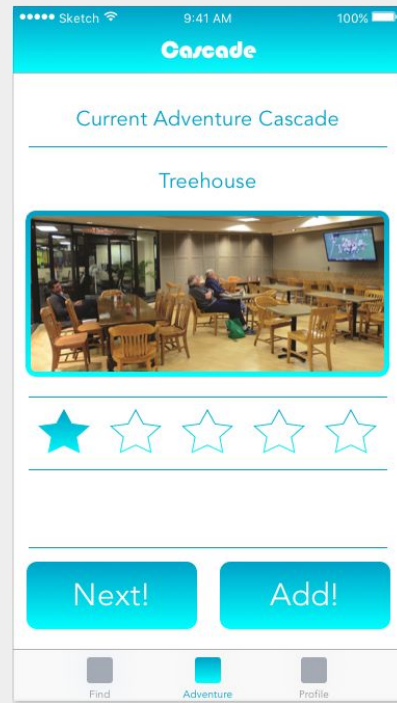 Sketch 9:41 AM 100%
Cascade
Current Adventure Cascade
Treehouse
Next! Add!
Find Adventure Profile